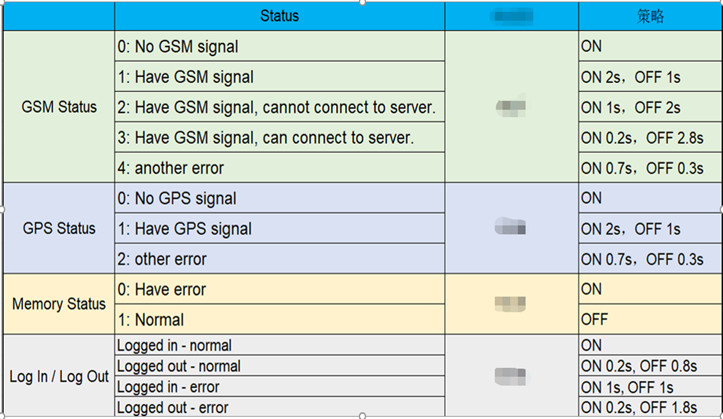 Status 策略
GSM Status
0: No GSM signal ON
1: Have GSM signal ON 2s，OFF 1s
2: Have GSM signal, cannot connect to server. ON 1s，OFF 2s
3: Have GSM signal, can connect to server. ON 0.2s，OFF 2.8s
4: another error ON 0.7s，OFF 0.3s
GPS Status
0: No GPS signal ON
1: Have GPS signal ON 2s，OFF 1s
2: other error ON 0.7s，OFF 0.3s
Memory Status
0: Have error ON
1: Normal OFF
Log In / Log Out
Logged in - normal ON
Logged out - normal ON 0.2s, OFF 0.8s
Logged in - error ON 1s, OFF 1s
Logged out - error ON 0.2s, OFF 1.8s